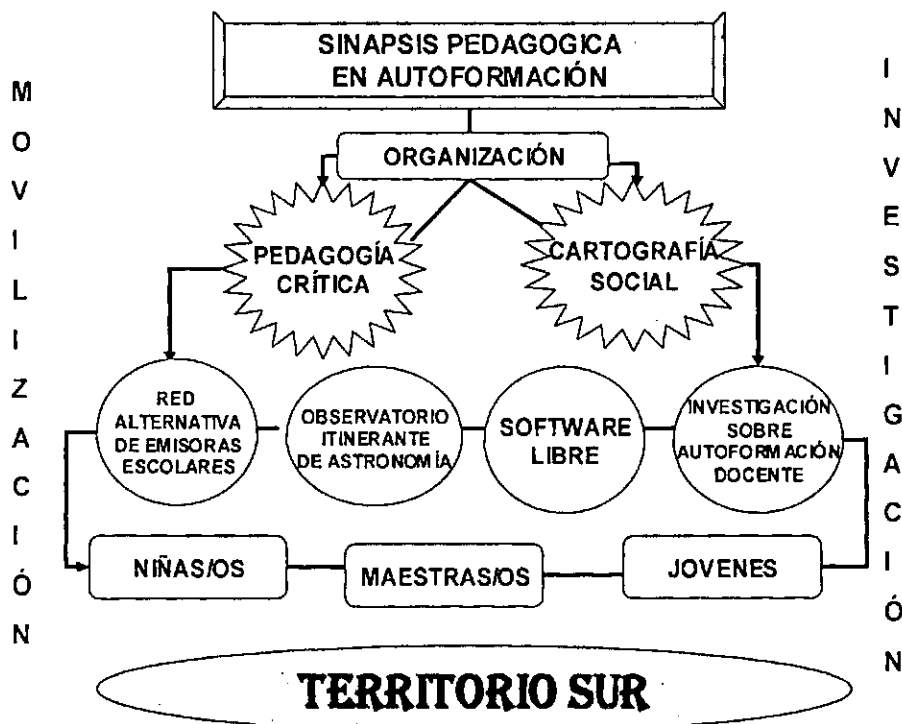 SINAPSIS PEDAGOGICA
EN AUTOFORMACIÓN
MOVILIZACIÓN
INVESTIGACIÓN
ORGANIZACIÓN
PEDAGOGÍA
CRÍTICA
CARTOGRAFÍA
SOCIAL
RED
ALTERNATIVA
DE EMISORAS
ESCOLARES
OBSERVATORIO
ITINERANTE
DE ASTRONOMÍA
SOFTWARE
LIBRE
INVESTIGACIÓN
SOBRE
AUTOFORMACIÓN
DOCENTE
NIÑAS/OS
MAESTRAS/OS
JOVENES
TERRITORIO SUR